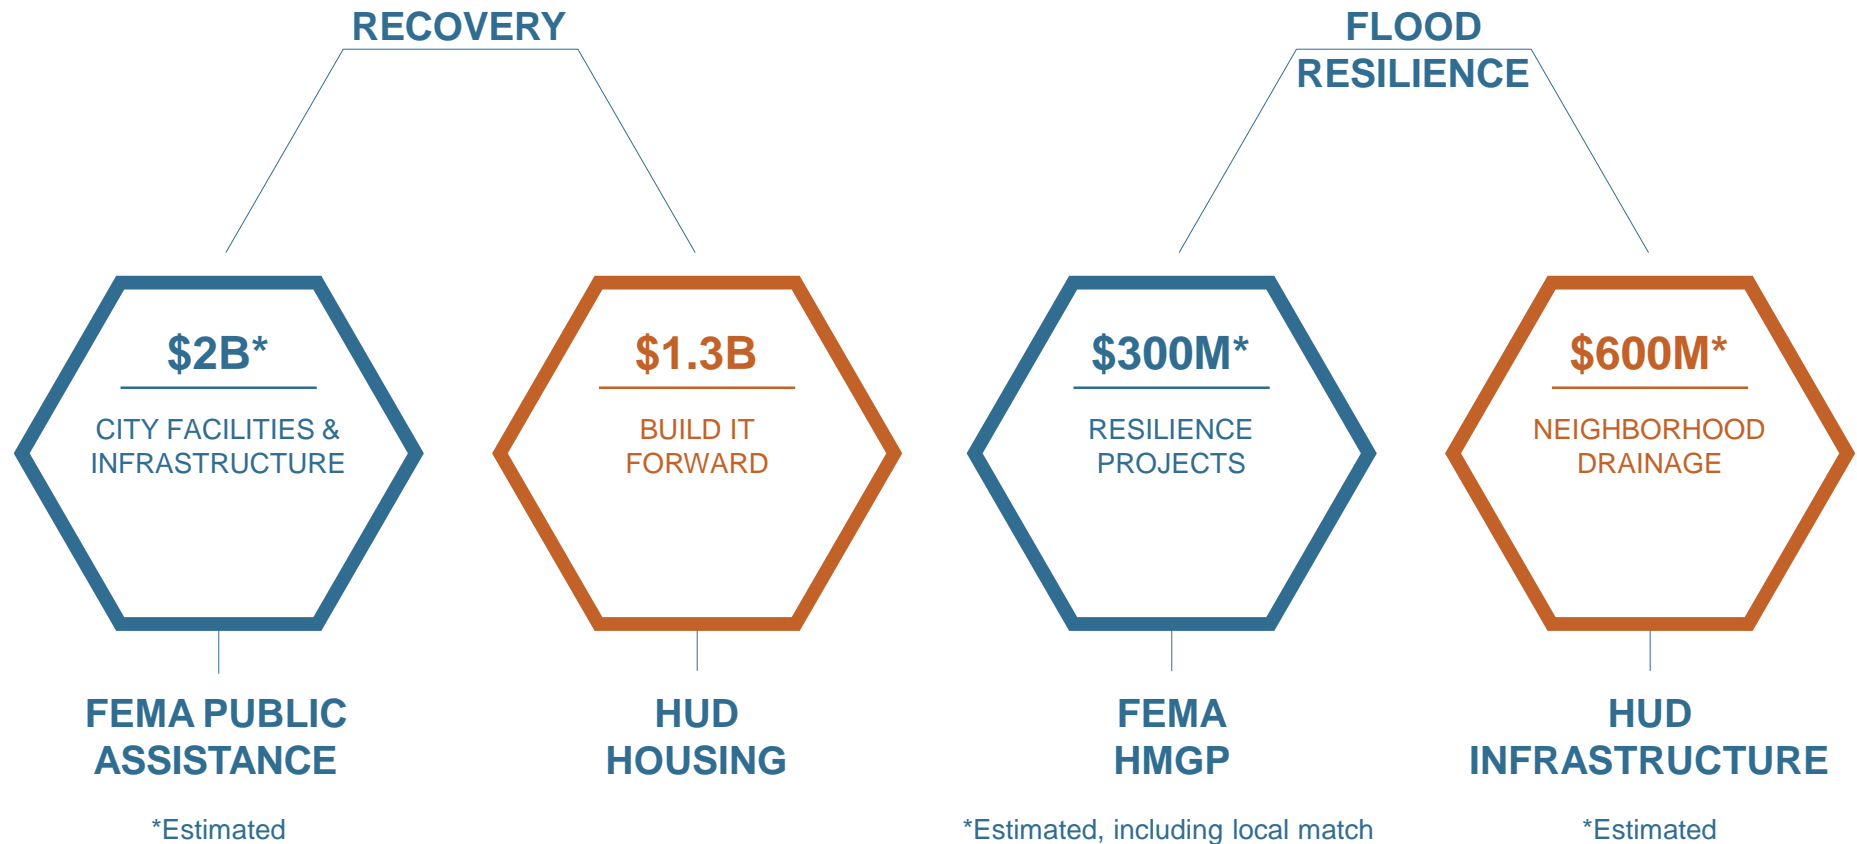 RECOVERY
FLOOD
RESILIENCE
$2B*
CITY FACILITIES &
INFRASTRUCTURE
FEMA PUBLIC
ASSISTANCE
*Estimated
$1.3B
BUILD IT
FORWARD
HUD
HOUSING
$300M*
RESILIENCE
PROJECTS
FEMA
HMGP
*Estimated, including local match
$600M*
NEIGHBORHOOD
DRAINAGE
HUD
INFRASTRUCTURE
*Estimated